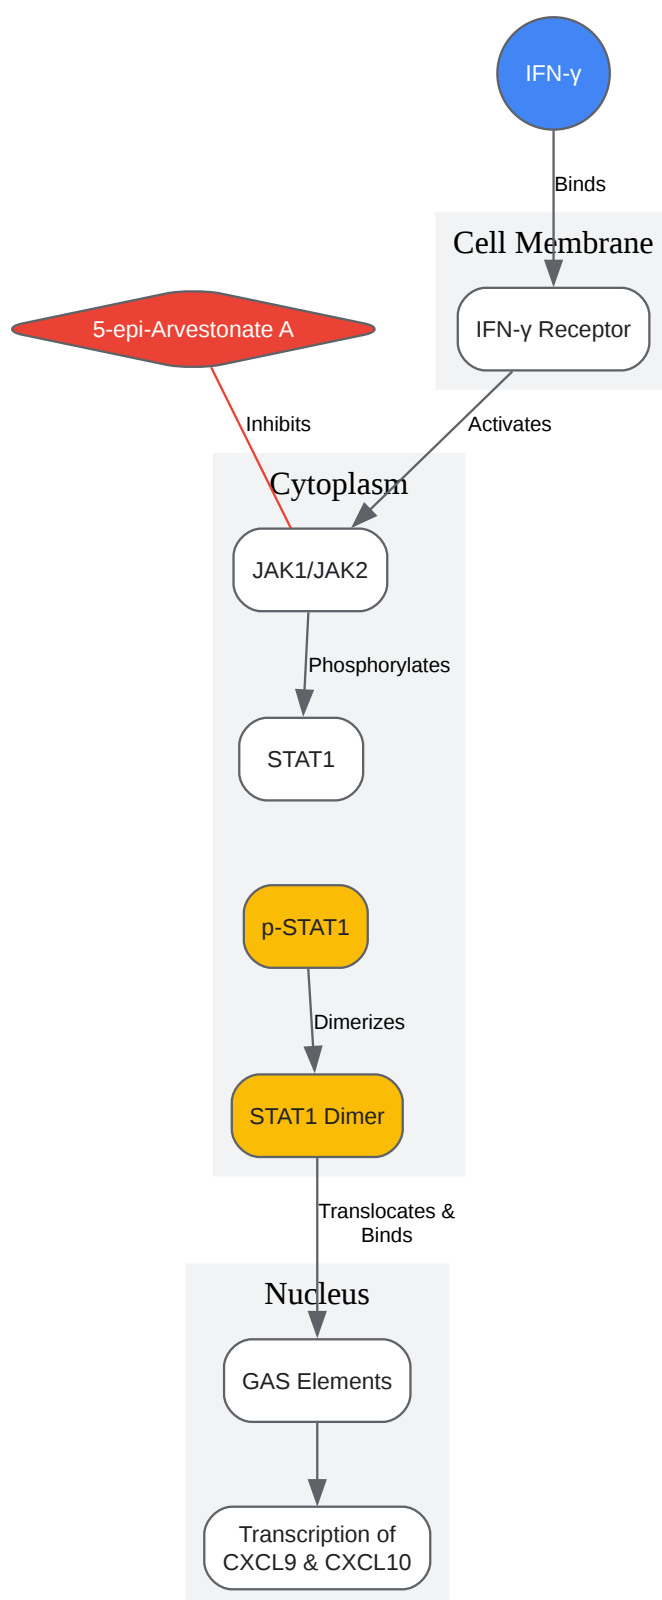 IFN-γ
Binds
Cell Membrane
IFN-γ Receptor
5-epi-Arvestonate A
Inhibits
Activates
Cytoplasm
JAK1/JAK2
Phosphorylates
STAT1
p-STAT1
Dimerizes
STAT1 Dimer
Translocates &
Binds
Nucleus
GAS Elements
Transcription of
CXCL9 & CXCL10